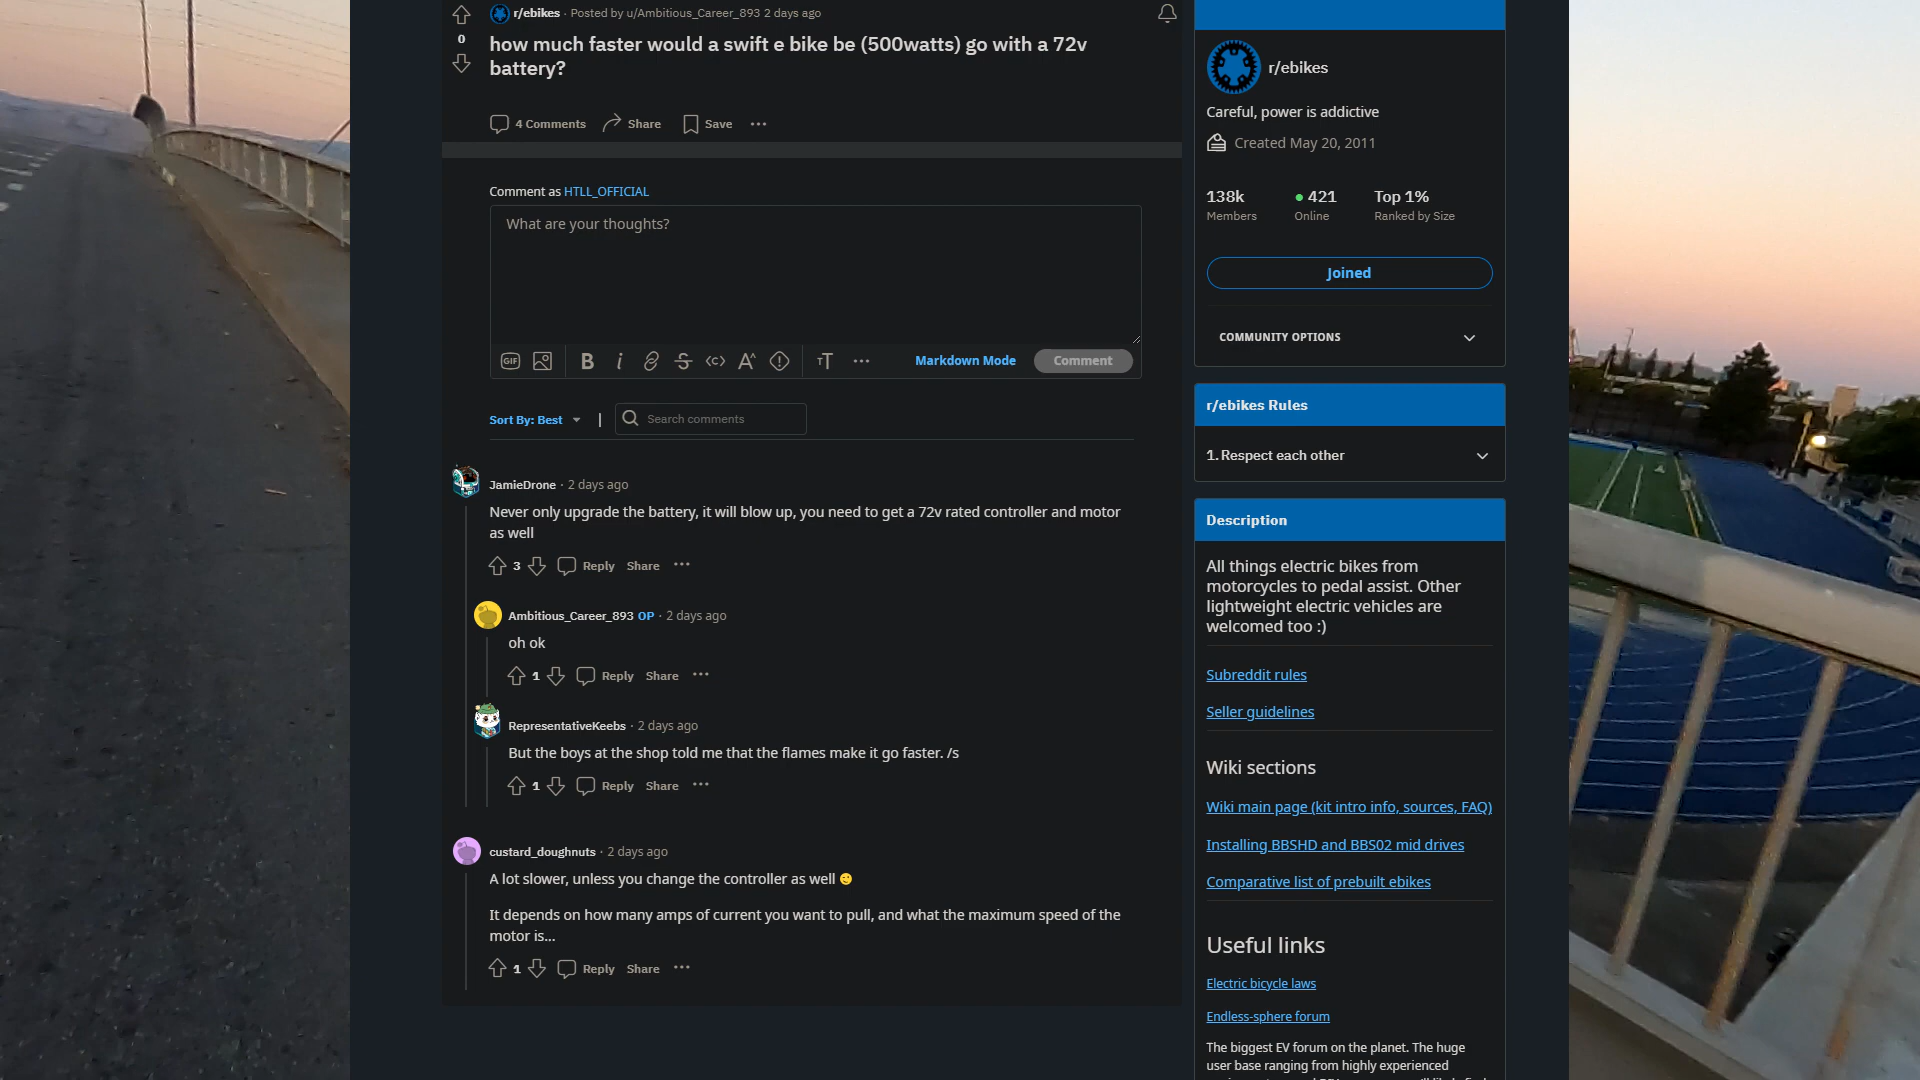 r/ebikes · Posted by u/Ambitious_Career_893 2 days ago
0
how much faster would a swift e bike be (500watts) go with a 72v
battery?
4 Comments Share Save ···
Comment as HTLL_OFFICIAL
What are your thoughts?
GIF B i S <c> A^ TT ··· Markdown Mode Comment
Sort By: Best | Search comments
JamieDrone · 2 days ago
Never only upgrade the battery, it will blow up, you need to get a 72v rated controller and motor
as well
3 Reply Share ···
Ambitious_Career_893 OP · 2 days ago
oh ok
1 Reply Share ···
RepresentativeKeebs · 2 days ago
But the boys at the shop told me that the flames make it go faster. /s
1 Reply Share ···
custard_doughnuts · 2 days ago
A lot slower, unless you change the controller as well 🙂
It depends on how many amps of current you want to pull, and what the maximum speed of the
motor is...
1 Reply Share ···
r/ebikes
Careful, power is addictive
Created May 20, 2011
138k 421 Top 1%
Members Online Ranked by Size
Joined
COMMUNITY OPTIONS
r/ebikes Rules
1. Respect each other
Description
All things electric bikes from
motorcycles to pedal assist. Other
lightweight electric vehicles are
welcomed too :)
Subreddit rules
Seller guidelines
Wiki sections
Wiki main page (kit intro info, sources, FAQ)
Installing BBSHD and BBS02 mid drives
Comparative list of prebuilt ebikes
Useful links
Electric bicycle laws
Endless-sphere forum
The biggest EV forum on the planet. The huge
user base ranging from highly experienced